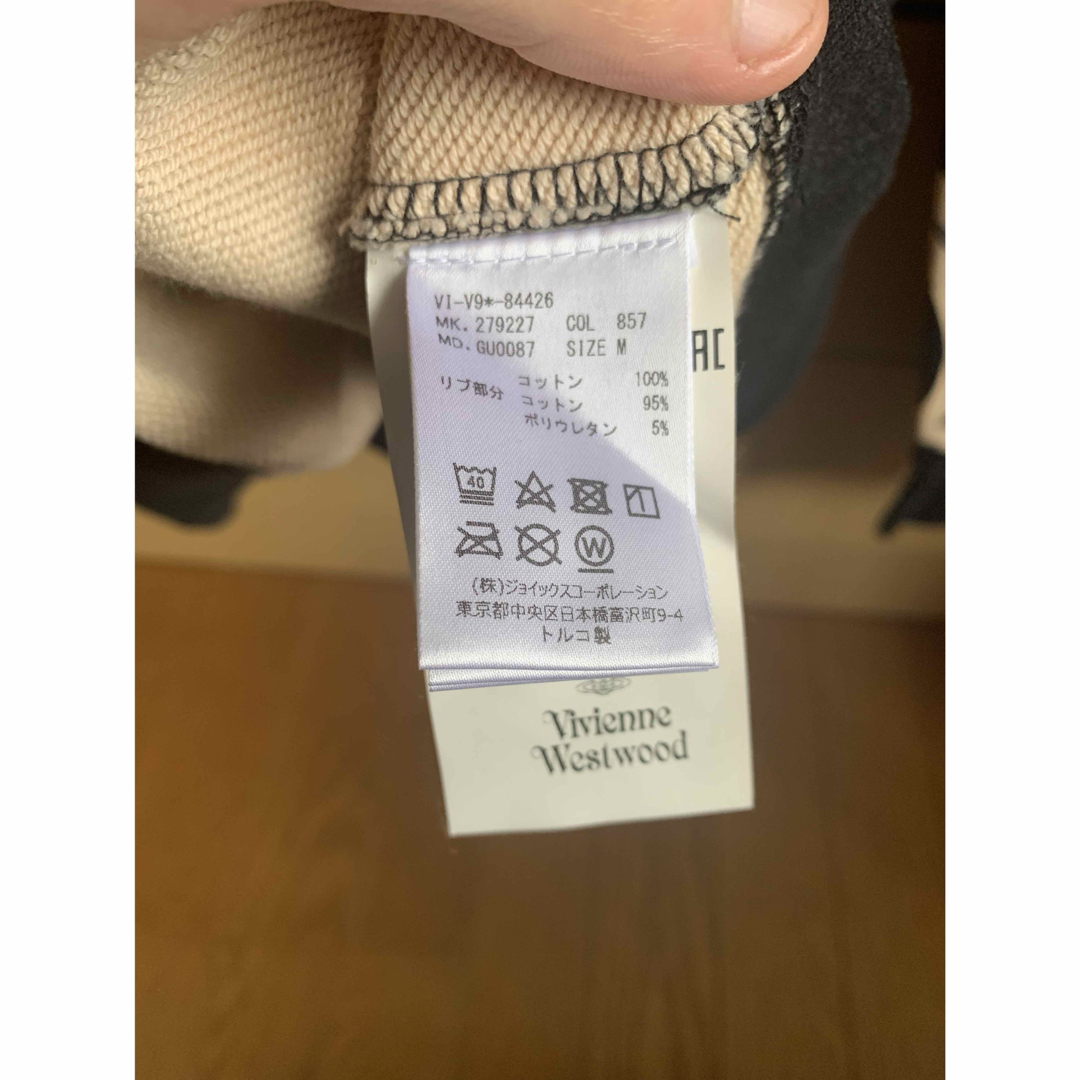 VI-V9*-84426
MK. 279227 COL 857
MD. GU0087 SIZE M
コットン 100%
リブ部分 コットン 95%
ポリウレタン 5%
40
1
W
(株)ジョイックスコーポレーション
東京都中央区日本橋富沢町9-4
トルコ製
Vivienne
Westwood